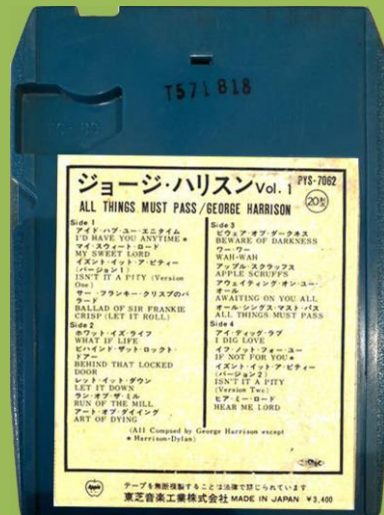 T571 B18
ジョージ・ハリスン Vol. 1 PYS-7062
ALL THINGS MUST PASS/GEORGE HARRISON
20型
Side 1
アイド・ハブ・ユー・エニタイム
I'D HAVE YOU ANYTIME *
マイ・スウィート・ロード
MY SWEET LORD
イズント・イット・ア・ピティー
(バージョン1)
ISN'T IT A PITY (Version
One)
サー・フランキー・クリスプのバ
ラード
BALLAD OF SIR FRANKIE
CRISP (LET IT ROLL)
Side 2
ホワット・イズ・ライフ
WHAT IF LIFE
ビハインド・ザット・ロックト・
ドアー
BEHIND THAT LOCKED
DOOR
レット・イット・ダウン
LET IT DOWN
ラン・オブ・ザ・ミル
RUN OF THE MILL
アート・オブ・ダイイング
ART OF DYING
Side 3
ビウェア・オブ・ダークネス
BEWARE OF DARKNESS
ワー・ワー
WAH-WAH
アップル・スクラッフス
APPLE SCRUFFS
アウェイティング・オン・ユー・
オール
AWAITING ON YOU ALL
オール・シングス・マスト・パス
ALL THINGS MUST PASS
Side 4
アイ・ディッグ・ラブ
I DIG LOVE
イフ・ノット・フォー・ユー
IF NOT FOR YOU *
イズント・イット・ア・ピティー
(バージョン2)
ISN'T IT A PITY
(Version Two)
ヒア・ミー・ロード
HEAR ME LORD
(All Compsed by George Harrison except
* Harrison-Dylan)
Apple
テープを無断複製することは法律で禁じられています
東芝音楽工業株式会社 MADE IN JAPAN ¥3,400